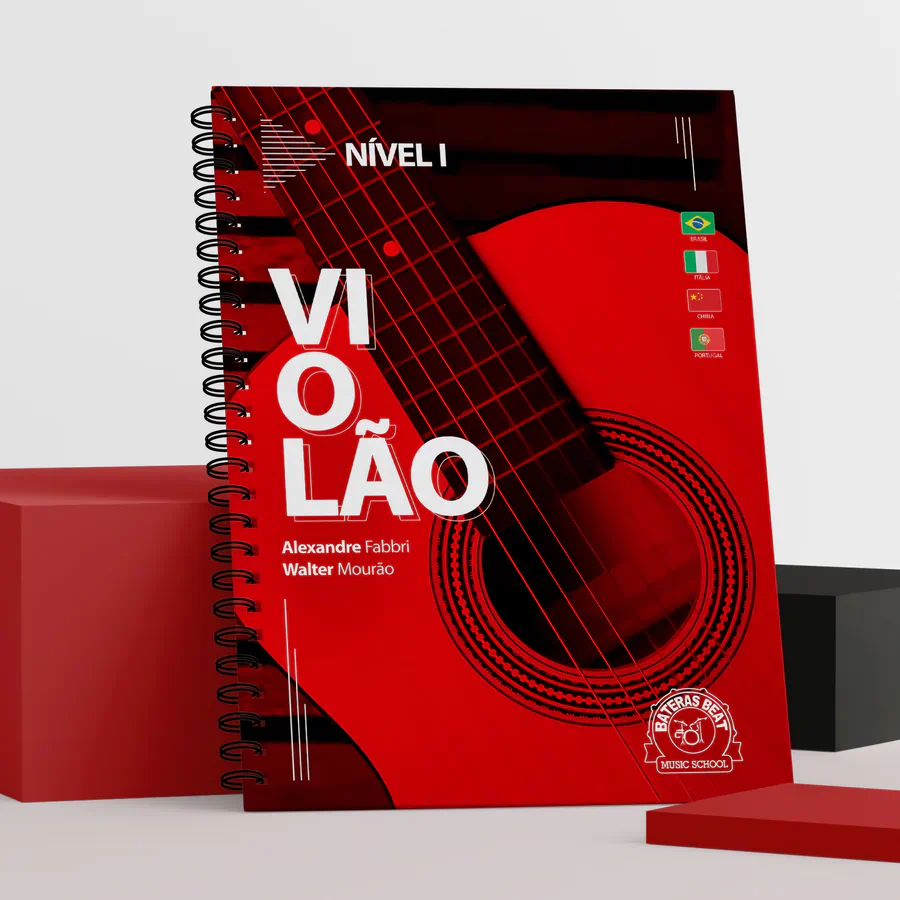 NÍVEL I
BRASIL
ITÁLIA
CHINA
PORTUGAL
VI
O
LÃO
Alexandre Fabbri
Walter Mourão
BATERAS BEAT
MUSIC SCHOOL